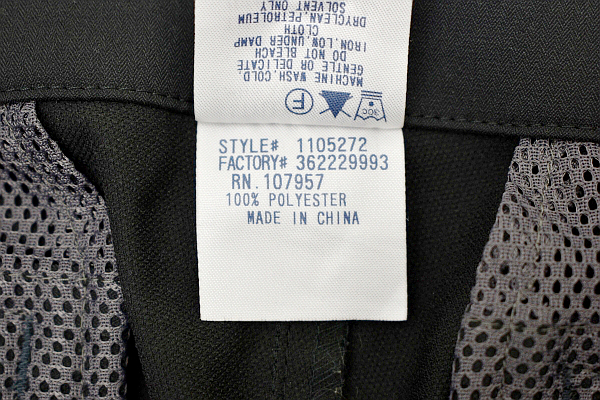 30C F
MACHINE WASH.COLD.
GENTLE OR DELICATE
DO NOT BLEACH
IRON.LOW.UNDER DAMP
CLOTH
DRYCLEAN.PETROLEUM
SOLVENT ONLY
STYLE# 1105272
FACTORY# 362229993
RN.107957
100% POLYESTER
MADE IN CHINA